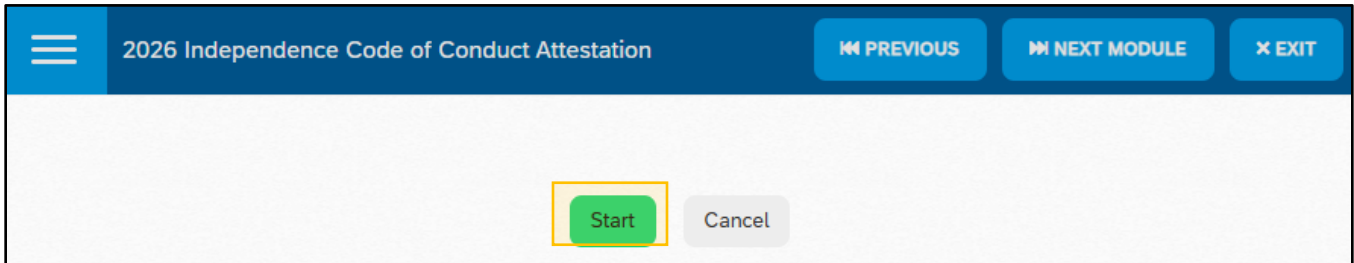 2026 Independence Code of Conduct Attestation
PREVIOUS
NEXT MODULE
EXIT
Start
Cancel